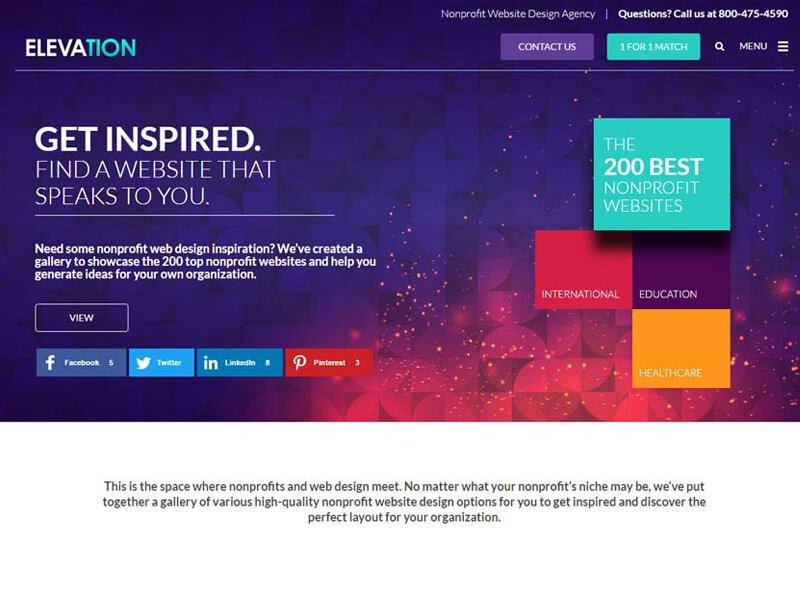 Nonprofit Website Design Agency | Questions? Call us at 800-475-4590
ELEVATION
CONTACT US
1 FOR 1 MATCH
MENU
GET INSPIRED.
FIND A WEBSITE THAT
SPEAKS TO YOU.
Need some nonprofit web design inspiration? We've created a
gallery to showcase the 200 top nonprofit websites and help you
generate ideas for your own organization.
VIEW
Facebook 5
Twitter
LinkedIn 8
Pinterest 3
THE
200 BEST
NONPROFIT
WEBSITES
INTERNATIONAL
EDUCATION
HEALTHCARE
This is the space where nonprofits and web design meet. No matter what your nonprofit's niche may be, we've put
together a gallery of various high-quality nonprofit website design options for you to get inspired and discover the
perfect layout for your organization.